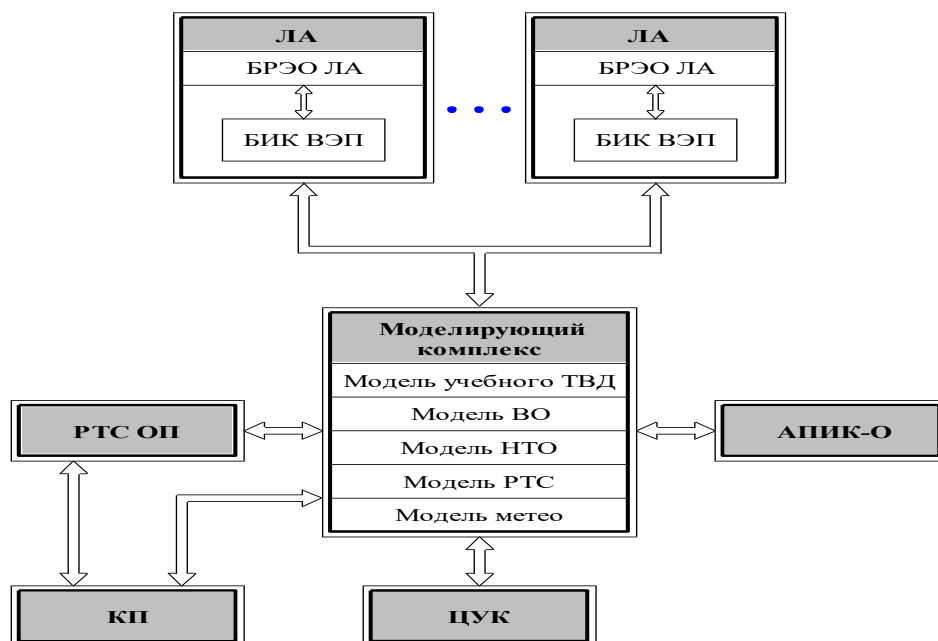 ЛА
БРЭО ЛА
БИК ВЭП
ЛА
БРЭО ЛА
БИК ВЭП
Моделирующий
комплекс
Модель учебного ТВД
Модель ВО
Модель НТО
Модель РТС
Модель метео
РТС ОП
АПИК-О
КП
ЦУК